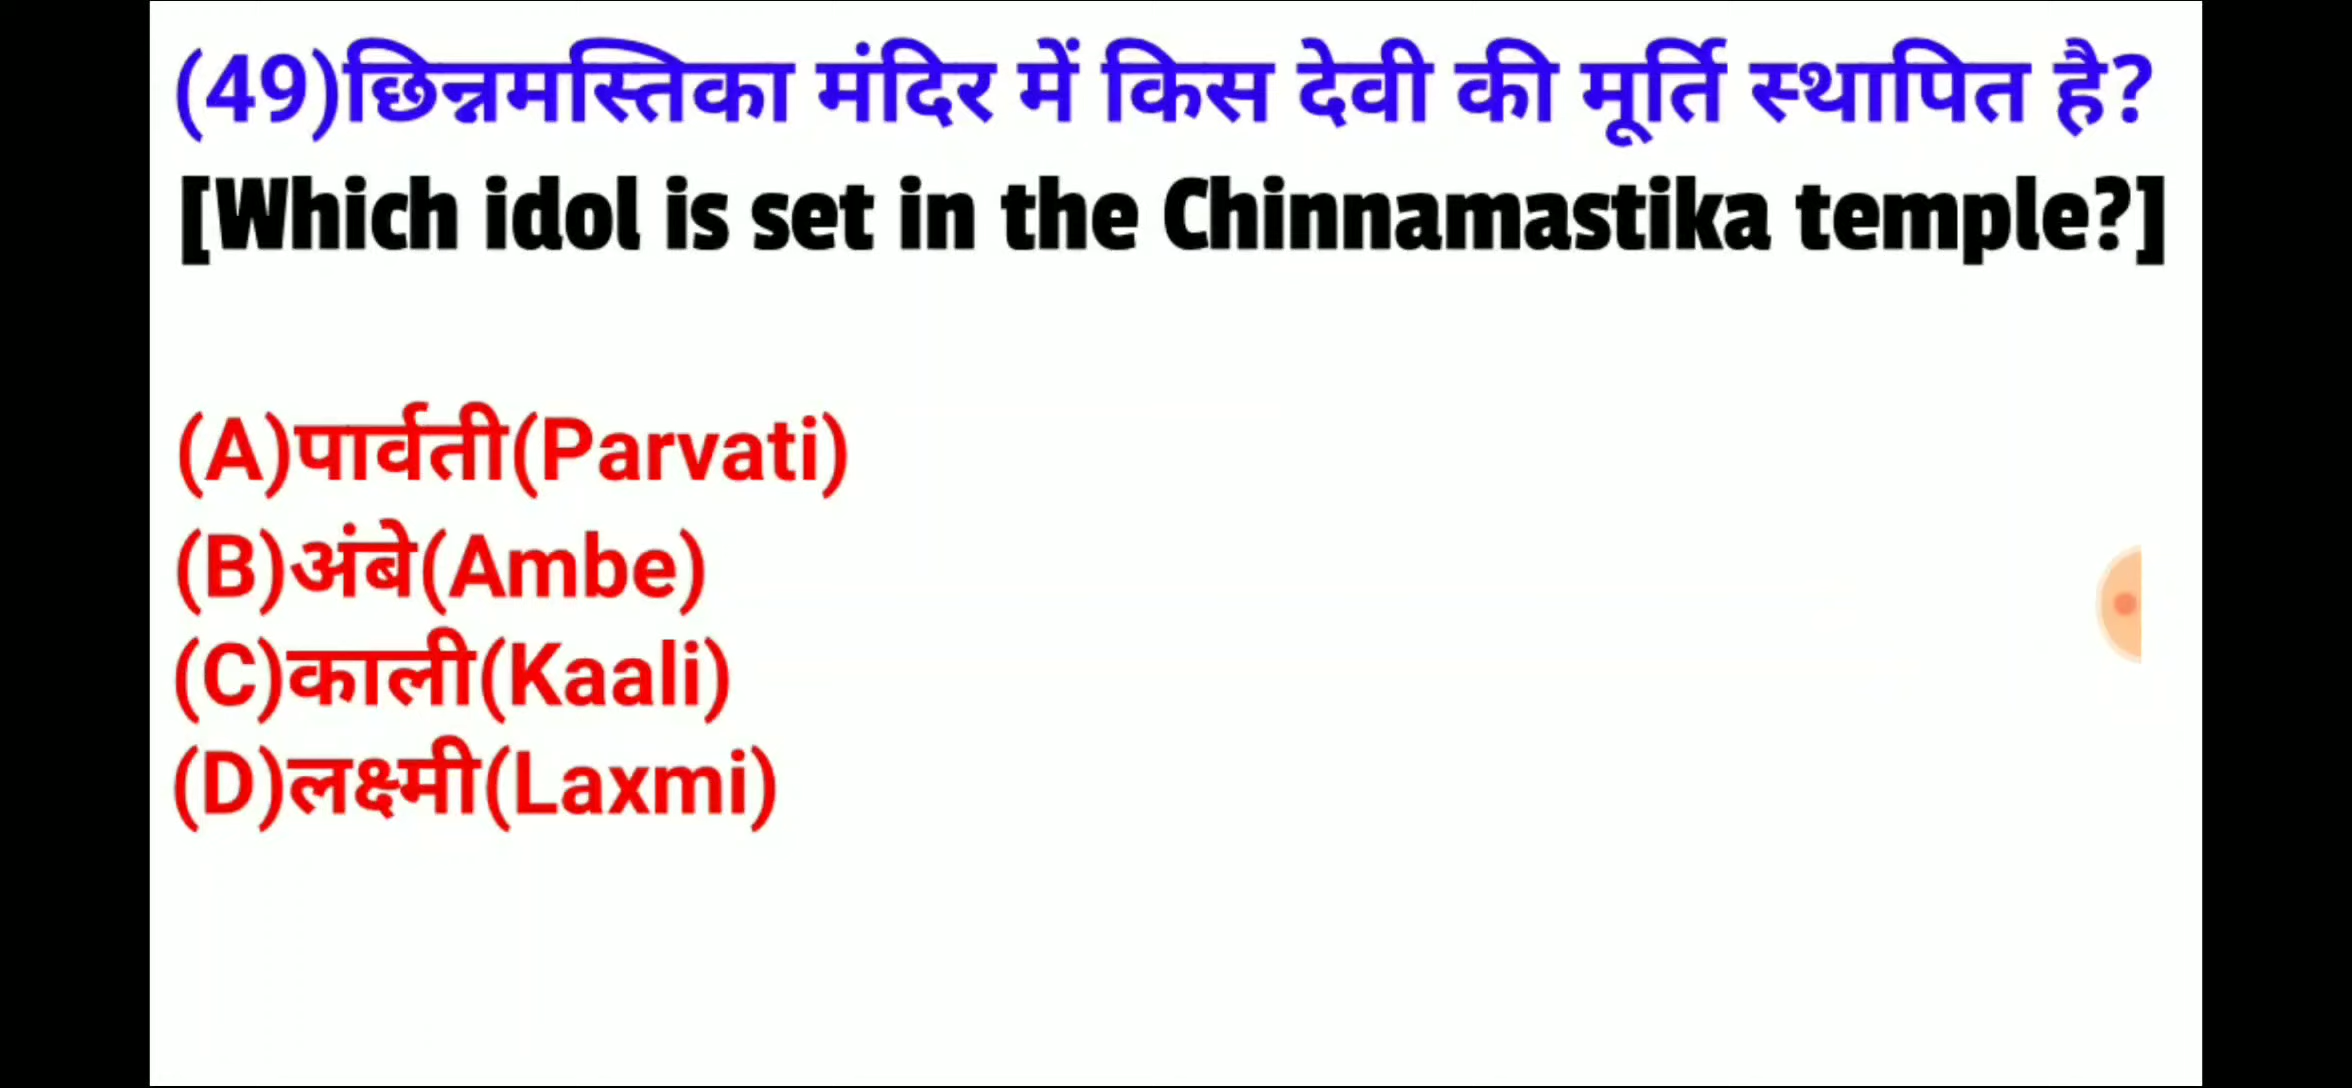 (49)छिन्नमस्तिका मंदिर में किस देवी की मूर्ति स्थापित है?
[Which idol is set in the Chinnamastika temple?]
(A)पार्वती(Parvati)
(B)अंबे(Ambe)
(C)काली(Kaali)
(D)लक्ष्मी(Laxmi)